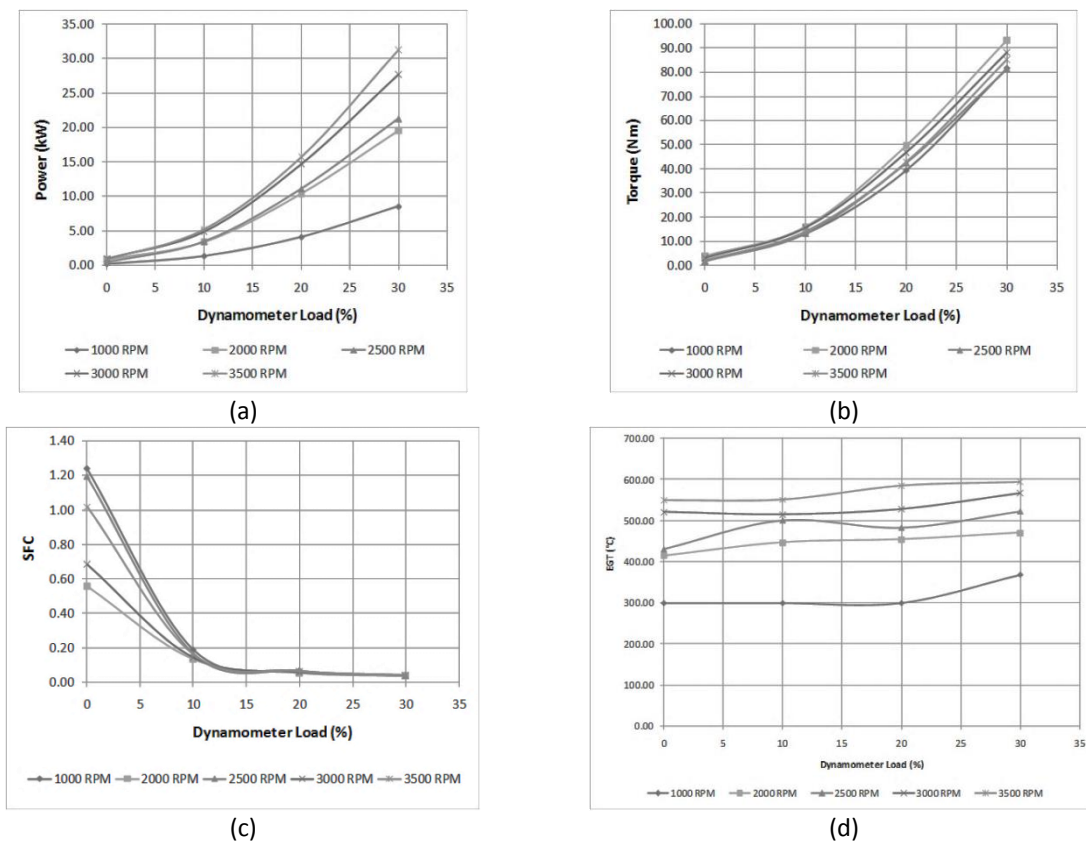 35.00
30.00
25.00
20.00
15.00
10.00
5.00
0.00
Power (kW)
0 5 10 15 20 25 30 35
Dynamometer Load (%)
1000 RPM 2000 RPM 2500 RPM
3000 RPM 3500 RPM
(a)
100.00
90.00
80.00
70.00
60.00
50.00
40.00
30.00
20.00
10.00
0.00
Torque (Nm)
0 5 10 15 20 25 30 35
Dynamometer Load (%)
1000 RPM 2000 RPM 2500 RPM
3000 RPM 3500 RPM
(b)
1.40
1.20
1.00
0.80
0.60
0.40
0.20
0.00
SFC
0 5 10 15 20 25 30 35
Dynamometer Load (%)
1000 RPM 2000 RPM 2500 RPM 3000 RPM 3500 RPM
(c)
700.00
600.00
500.00
400.00
300.00
200.00
100.00
0.00
EGT (°C)
0 5 10 15 20 25 30 35
Dynamometer Load (%)
1000 RPM 2000 RPM 2500 RPM 3000 RPM 3500 RPM
(d)